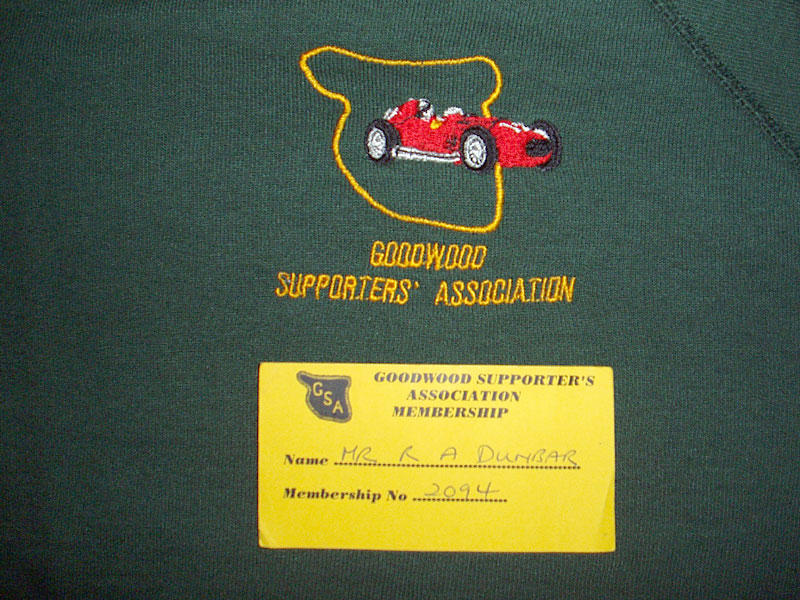 GOODWOOD
SUPPORTERS' ASSOCIATION
GSA
GOODWOOD SUPPORTER'S
ASSOCIATION
MEMBERSHIP
Name MR R A DUNBAR
Membership No 2094